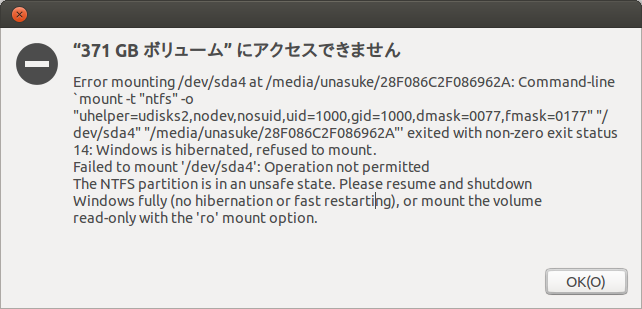 “371 GB ボリューム” にアクセスできません
Error mounting /dev/sda4 at /media/unasuke/28F086C2F086962A: Command-line
`mount -t "ntfs" -o
"uhelper=udisks2,nodev,nosuid,uid=1000,gid=1000,dmask=0077,fmask=0177" "/
dev/sda4" "/media/unasuke/28F086C2F086962A"' exited with non-zero exit status
14: Windows is hibernated, refused to mount.
Failed to mount '/dev/sda4': Operation not permitted
The NTFS partition is in an unsafe state. Please resume and shutdown
Windows fully (no hibernation or fast restarting), or mount the volume
read-only with the 'ro' mount option.
OK(O)